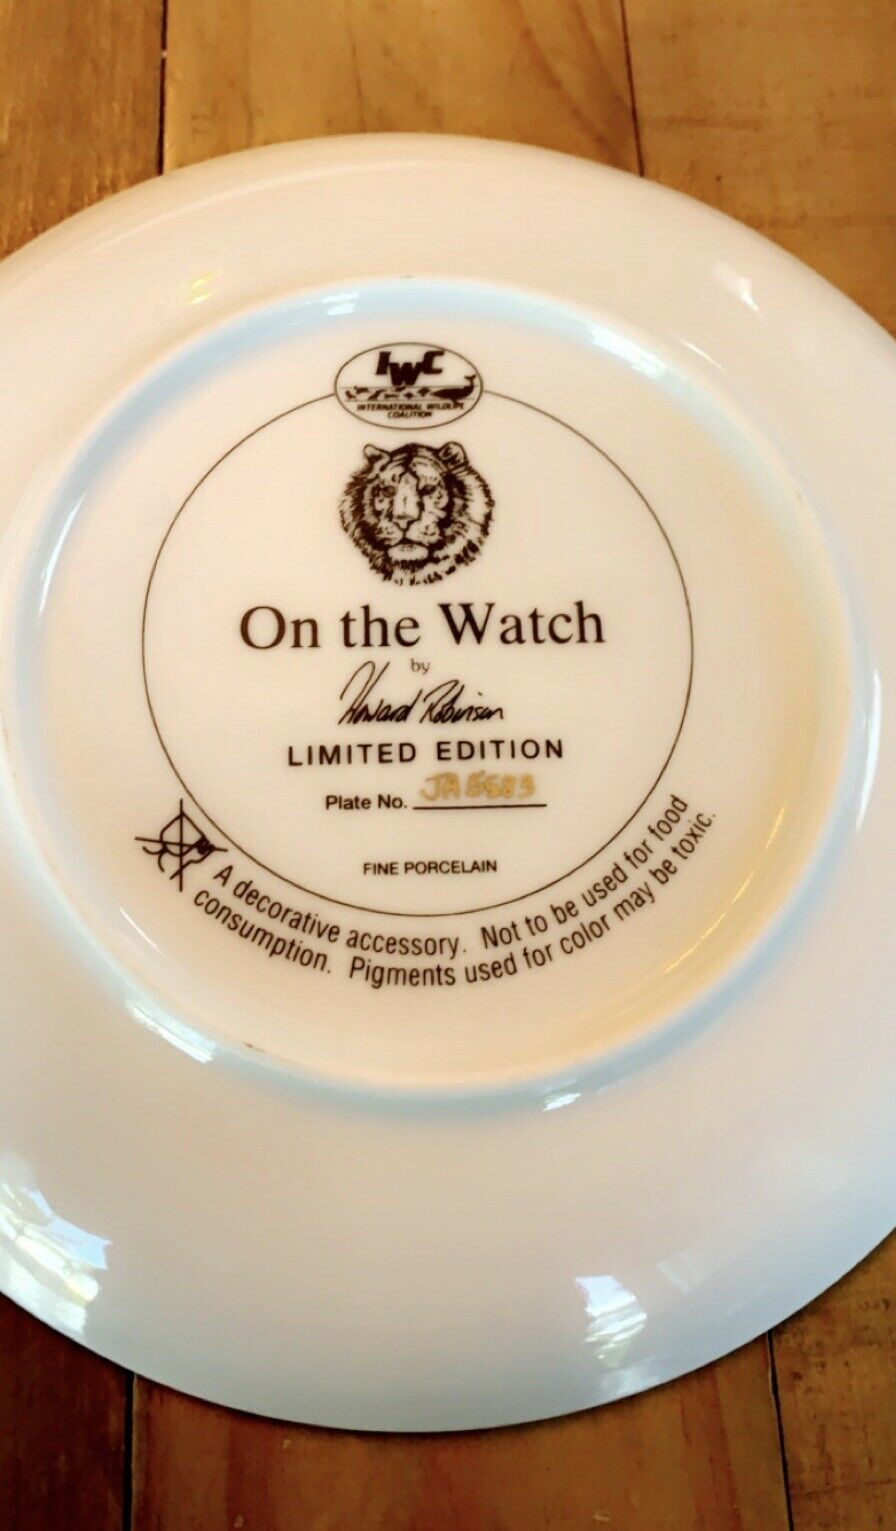 IWC
INTERNATIONAL WILDLIFE
COALITION
On the Watch
by
Howard Robinson
LIMITED EDITION
Plate No. JA5583
FINE PORCELAIN
A decorative accessory. Not to be used for food
consumption. Pigments used for color may be toxic.